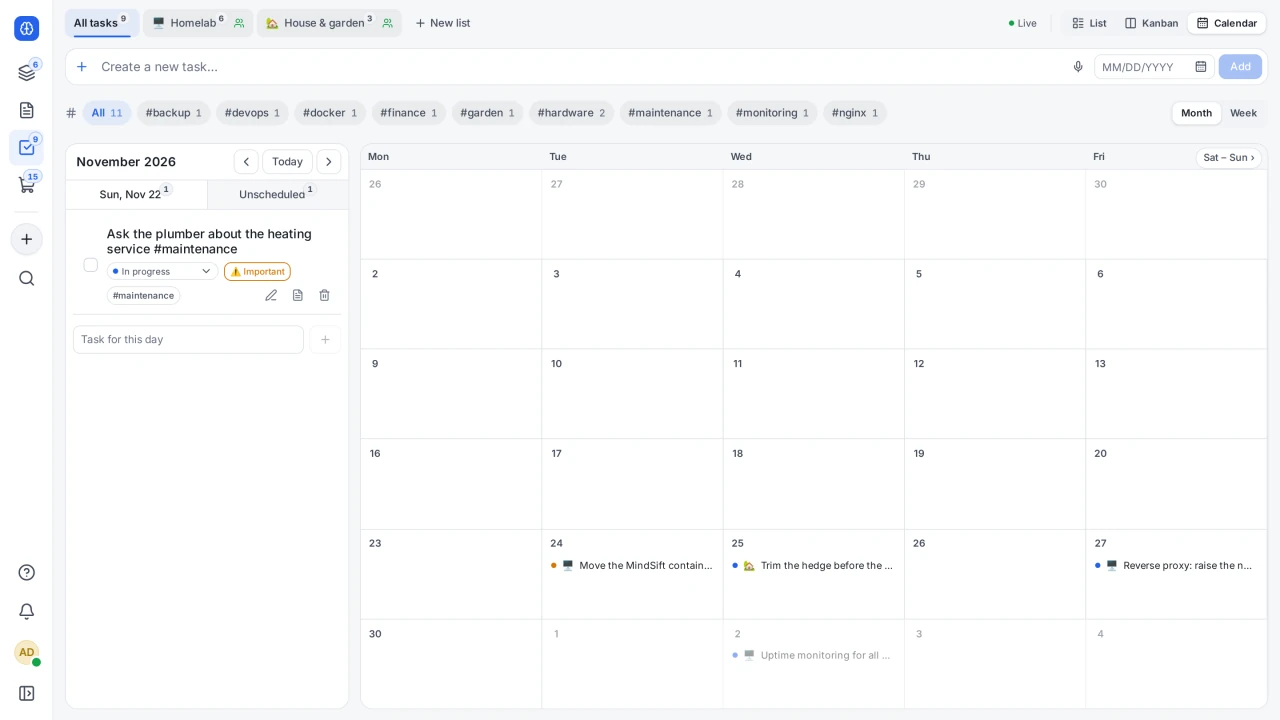 All tasks 9
Homelab 6
House & garden 3
New list
Live
List
Kanban
Calendar
6
9
15
AD
Create a new task...
MM/DD/YYYY
Add
# All 11
#backup 1
#devops 1
#docker 1
#finance 1
#garden 1
#hardware 2
#maintenance 1
#monitoring 1
#nginx 1
Month
Week
November 2026
Today
Sun, Nov 22 1
Unscheduled 1
Ask the plumber about the heating
service #maintenance
In progress
Important
#maintenance
Task for this day
Mon Tue Wed Thu Fri
Sat – Sun ›
26 27 28 29 30
2 3 4 5 6
9 10 11 12 13
16 17 18 19 20
23 24 25 26 27
Move the MindSift contain...
Trim the hedge before the ...
Reverse proxy: raise the n...
30 1 2 3 4
Uptime monitoring for all ...